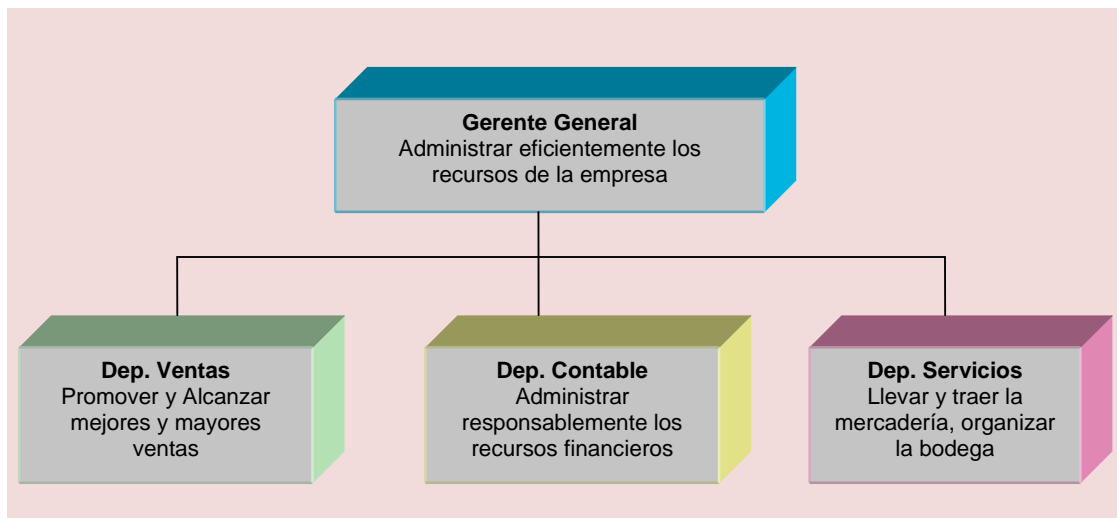 Gerente General
Administrar eficientemente los
recursos de la empresa
Dep. Ventas
Promover y Alcanzar
mejores y mayores
ventas
Dep. Contable
Administrar
responsablemente los
recursos financieros
Dep. Servicios
Llevar y traer la
mercadería, organizar
la bodega